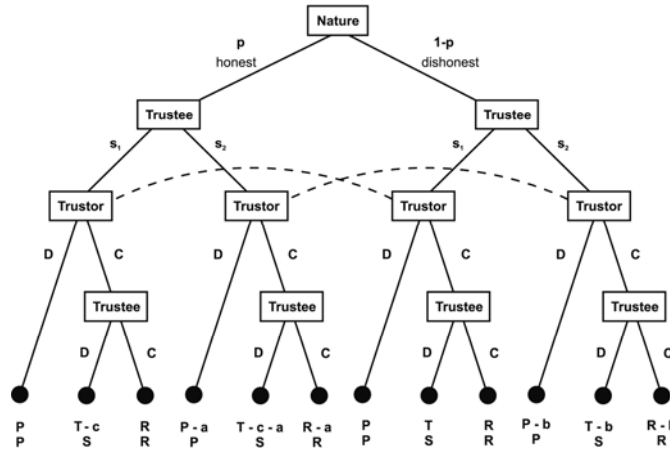 Nature
p 1-p
honest dishonest
Trustee Trustee
s₁ s₂ s₁ s₂
Trustor Trustor Trustor Trustor
D C D C D C D C
Trustee Trustee Trustee Trustee
D C D C D C D C
P T - c R P - a T - c - a R - a P T R P - b T - b
P S R P S R P S R P S R